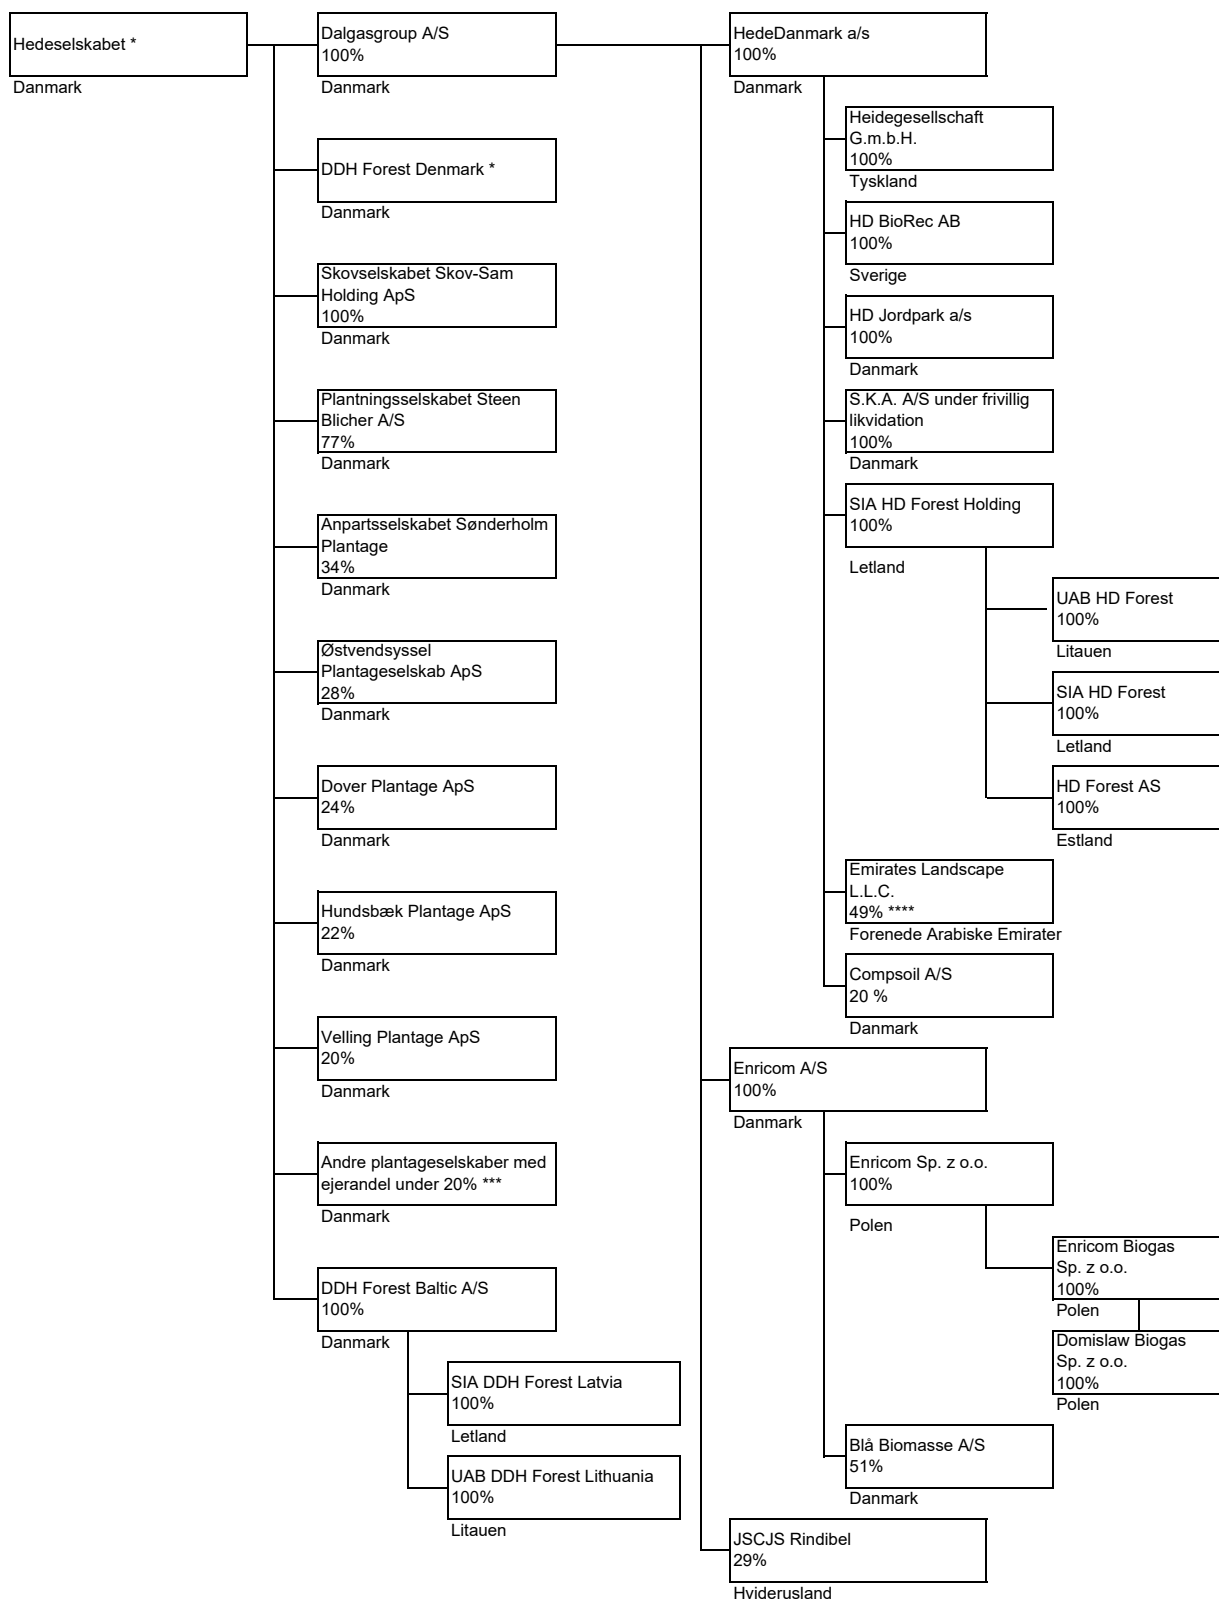 Hedeselskabet *
Danmark
Dalgasgroup A/S
100%
Danmark
DDH Forest Denmark *
Danmark
Skovselskabet Skov-Sam
Holding ApS
100%
Danmark
Plantningsselskabet Steen
Blicher A/S
77%
Danmark
Anpartsselskabet Sønderholm
Plantage
34%
Danmark
Østvendsyssel
Plantageselskab ApS
28%
Danmark
Dover Plantage ApS
24%
Danmark
Hundsbæk Plantage ApS
22%
Danmark
Velling Plantage ApS
20%
Danmark
Andre plantageselskaber med
ejerandel under 20% ***
Danmark
DDH Forest Baltic A/S
100%
Danmark
SIA DDH Forest Latvia
100%
Letland
UAB DDH Forest Lithuania
100%
Litauen
HedeDanmark a/s
100%
Danmark
Heidegesellschaft
G.m.b.H.
100%
Tyskland
HD BioRec AB
100%
Sverige
HD Jordpark a/s
100%
Danmark
S.K.A. A/S under frivillig
likvidation
100%
Danmark
SIA HD Forest Holding
100%
Letland
UAB HD Forest
100%
Litauen
SIA HD Forest
100%
Letland
HD Forest AS
100%
Estland
Emirates Landscape
L.L.C.
49% ****
Forenede Arabiske Emirater
Compsoil A/S
20 %
Danmark
Enricom A/S
100%
Danmark
Enricom Sp. z o.o.
100%
Polen
Enricom Biogas
Sp. z o.o.
100%
Polen
Domislaw Biogas
Sp. z o.o.
100%
Polen
Blå Biomasse A/S
51%
Danmark
JSCJS Rindibel
29%
Hviderusland